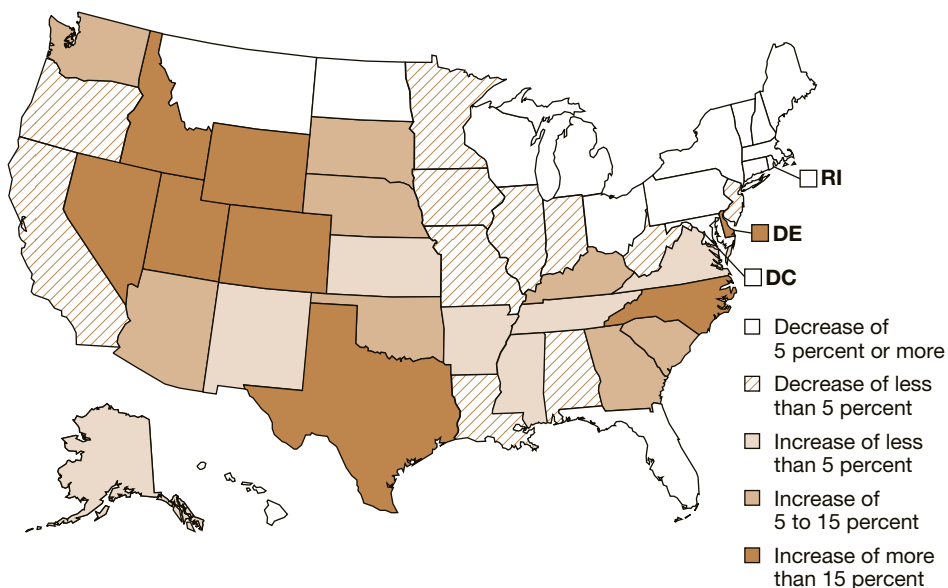 RI
DE
DC
Decrease of
5 percent or more
Decrease of less
than 5 percent
Increase of less
than 5 percent
Increase of
5 to 15 percent
Increase of more
than 15 percent